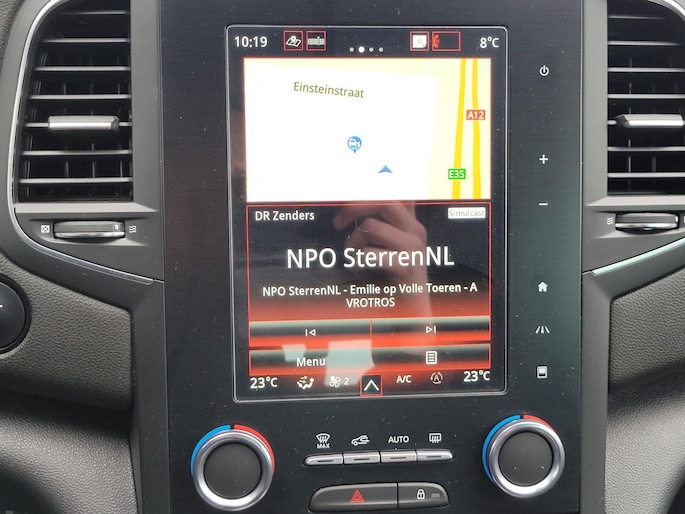 10:19
8°C
Einsteinstraat
A12
E35
DR Zenders
Simulcast
NPO SterrenNL
NPO SterrenNL - Emilie op Volle Toeren - A
VROTROS
Menu
23°C
2
A/C
23°C
MAX
AUTO